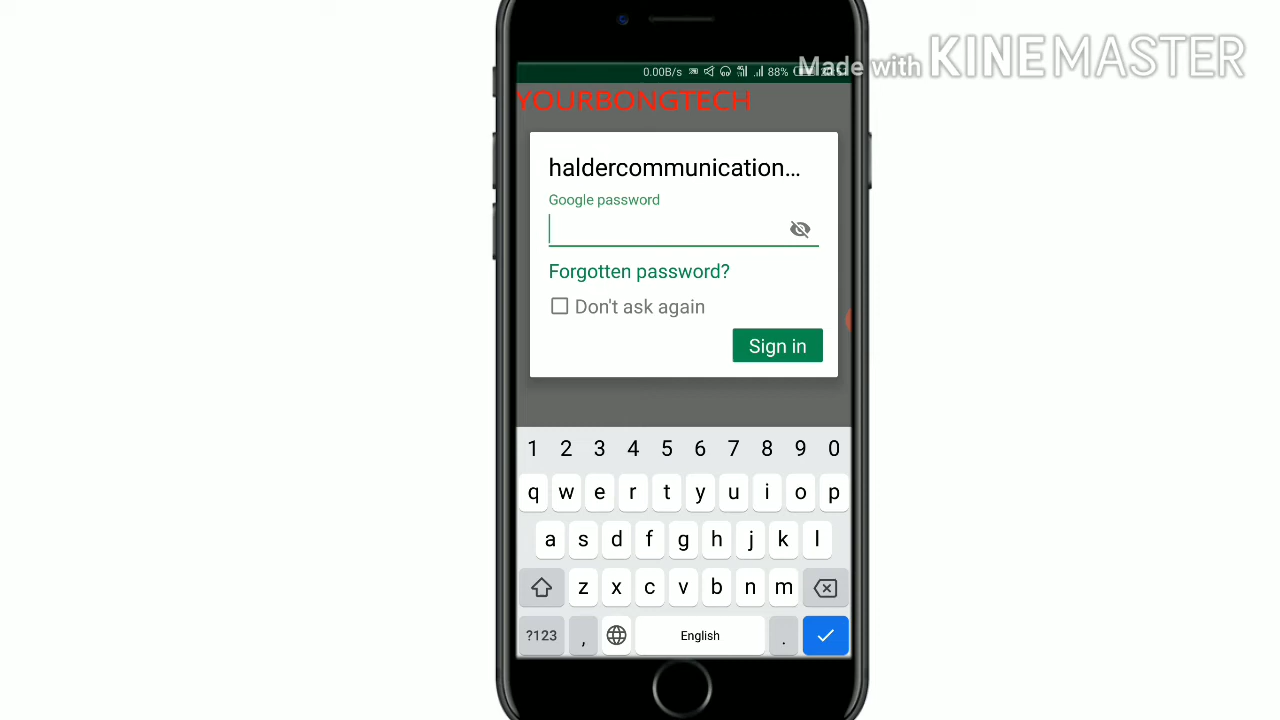 Made with KINEMASTER
0.00B/s 88%
YOURBONGTECH
haldercommunication...
Google password
Forgotten password?
Don't ask again
Sign in
1 2 3 4 5 6 7 8 9 0
q w e r t y u i o p
a s d f g h j k l
z x c v b n m
?123 , English .